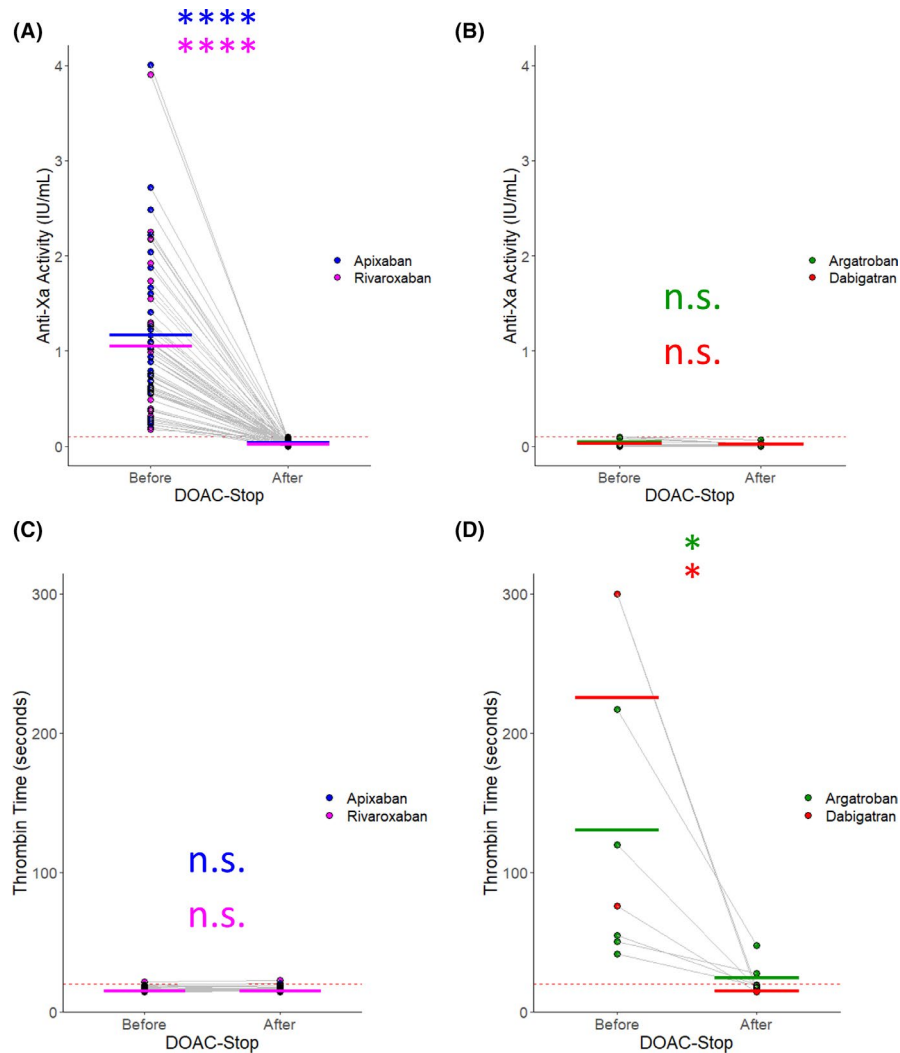 (A)
****
****
Anti-Xa Activity (IU/mL)
4
3
2
1
0
Before
After
DOAC-Stop
Apixaban
Rivaroxaban
(B)
Anti-Xa Activity (IU/mL)
4
3
2
1
0
n.s.
n.s.
Before
After
DOAC-Stop
Argatroban
Dabigatran
(C)
Thrombin Time (seconds)
300
200
100
0
n.s.
n.s.
Before
After
DOAC-Stop
Apixaban
Rivaroxaban
(D)
*
*
Thrombin Time (seconds)
300
200
100
0
Before
After
DOAC-Stop
Argatroban
Dabigatran